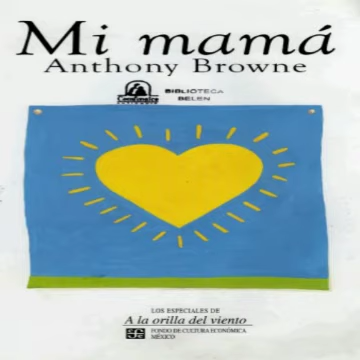 Mi mamá
Anthony Browne
BIBLIOTECA
BELEN
LOS ESPECIALES DE
A la orilla del viento
FONDO DE CULTURA ECONÓMICA
MÉXICO